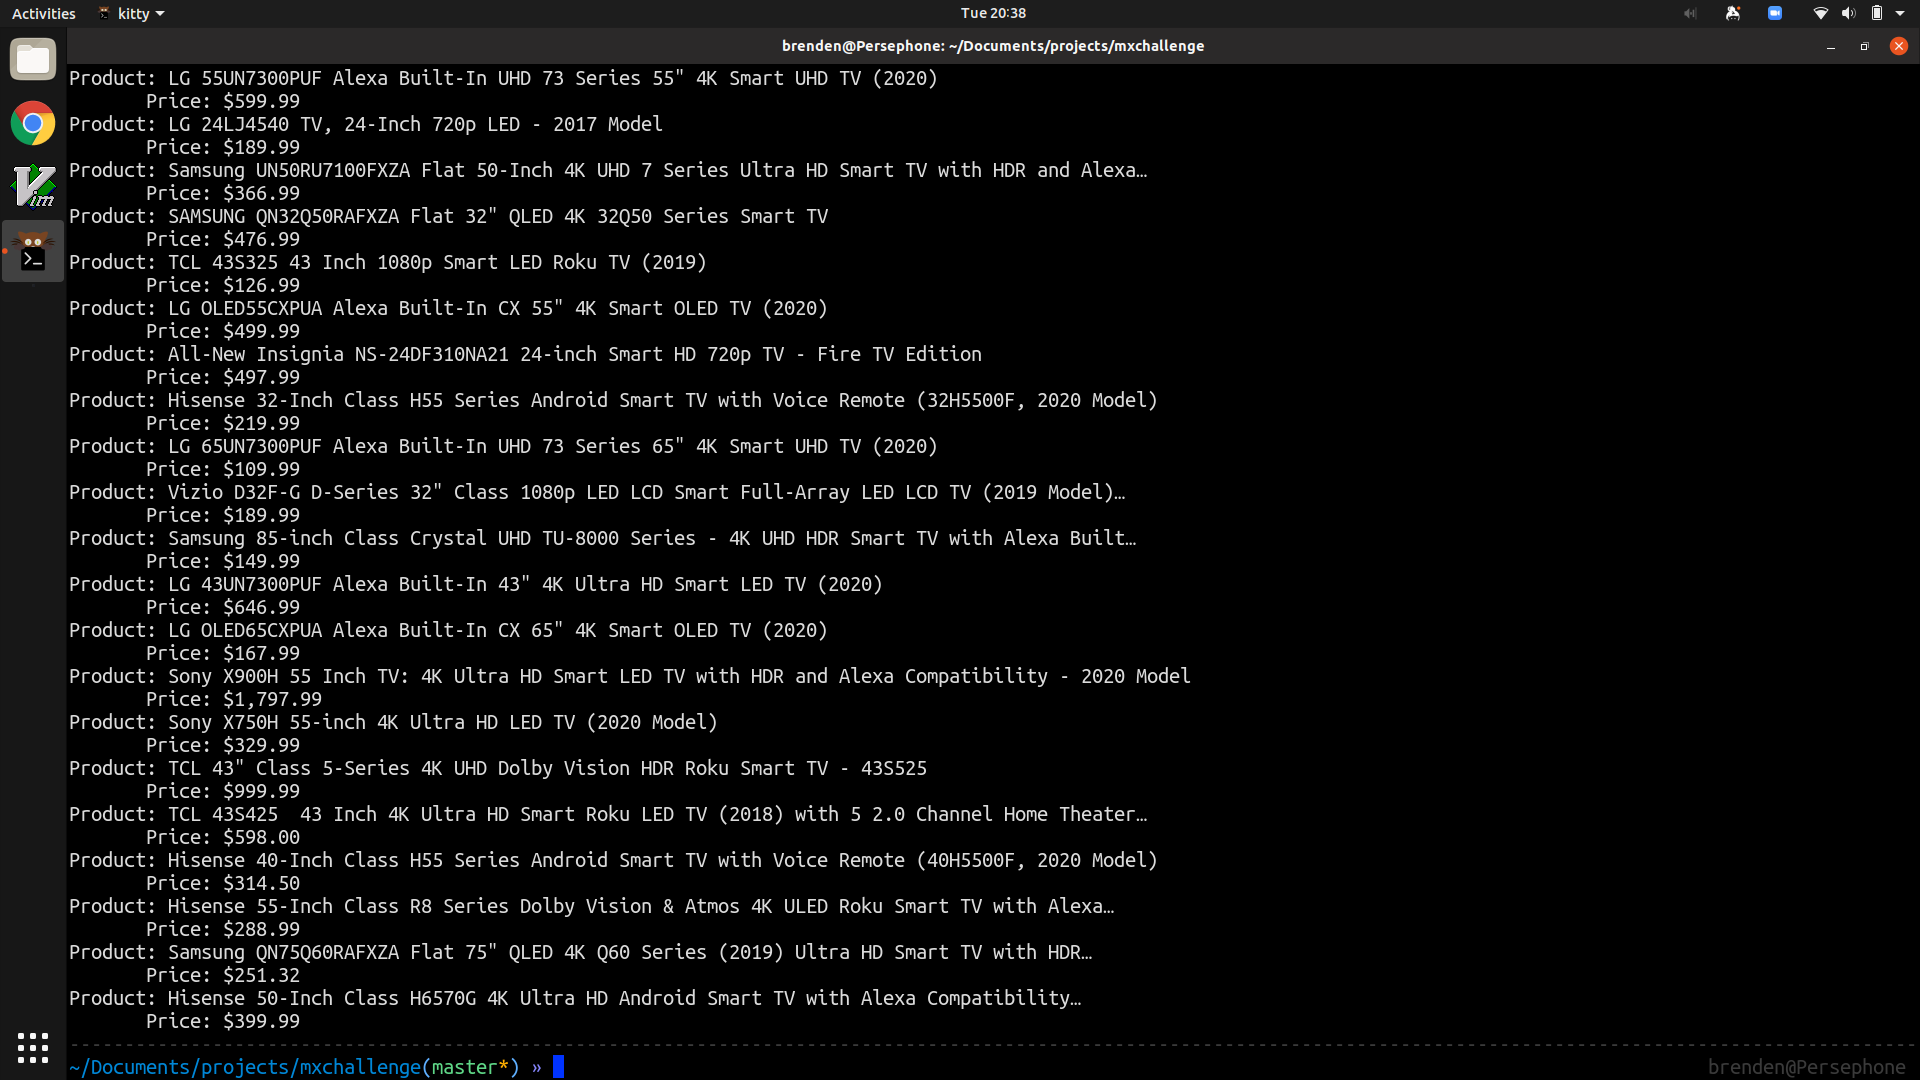 Activities kitty Tue 20:38
brenden@Persephone: ~/Documents/projects/mxchallenge
Product: LG 55UN7300PUF Alexa Built-In UHD 73 Series 55" 4K Smart UHD TV (2020)
Price: $599.99
Product: LG 24LJ4540 TV, 24-Inch 720p LED - 2017 Model
Price: $189.99
Product: Samsung UN50RU7100FXZA Flat 50-Inch 4K UHD 7 Series Ultra HD Smart TV with HDR and Alexa…
Price: $366.99
Product: SAMSUNG QN32Q50RAFXZA Flat 32" QLED 4K 32Q50 Series Smart TV
Price: $476.99
Product: TCL 43S325 43 Inch 1080p Smart LED Roku TV (2019)
Price: $126.99
Product: LG OLED55CXPUA Alexa Built-In CX 55" 4K Smart OLED TV (2020)
Price: $499.99
Product: All-New Insignia NS-24DF310NA21 24-inch Smart HD 720p TV - Fire TV Edition
Price: $497.99
Product: Hisense 32-Inch Class H55 Series Android Smart TV with Voice Remote (32H5500F, 2020 Model)
Price: $219.99
Product: LG 65UN7300PUF Alexa Built-In UHD 73 Series 65" 4K Smart UHD TV (2020)
Price: $109.99
Product: Vizio D32F-G D-Series 32" Class 1080p LED LCD Smart Full-Array LED LCD TV (2019 Model)…
Price: $189.99
Product: Samsung 85-inch Class Crystal UHD TU-8000 Series - 4K UHD HDR Smart TV with Alexa Built…
Price: $149.99
Product: LG 43UN7300PUF Alexa Built-In 43" 4K Ultra HD Smart LED TV (2020)
Price: $646.99
Product: LG OLED65CXPUA Alexa Built-In CX 65" 4K Smart OLED TV (2020)
Price: $167.99
Product: Sony X900H 55 Inch TV: 4K Ultra HD Smart LED TV with HDR and Alexa Compatibility - 2020 Model
Price: $1,797.99
Product: Sony X750H 55-inch 4K Ultra HD LED TV (2020 Model)
Price: $329.99
Product: TCL 43" Class 5-Series 4K UHD Dolby Vision HDR Roku Smart TV - 43S525
Price: $999.99
Product: TCL 43S425  43 Inch 4K Ultra HD Smart Roku LED TV (2018) with 5 2.0 Channel Home Theater…
Price: $598.00
Product: Hisense 40-Inch Class H55 Series Android Smart TV with Voice Remote (40H5500F, 2020 Model)
Price: $314.50
Product: Hisense 55-Inch Class R8 Series Dolby Vision & Atmos 4K ULED Roku Smart TV with Alexa…
Price: $288.99
Product: Samsung QN75Q60RAFXZA Flat 75" QLED 4K Q60 Series (2019) Ultra HD Smart TV with HDR…
Price: $251.32
Product: Hisense 50-Inch Class H6570G 4K Ultra HD Android Smart TV with Alexa Compatibility…
Price: $399.99
~/Documents/projects/mxchallenge(master*) » brenden@Persephone